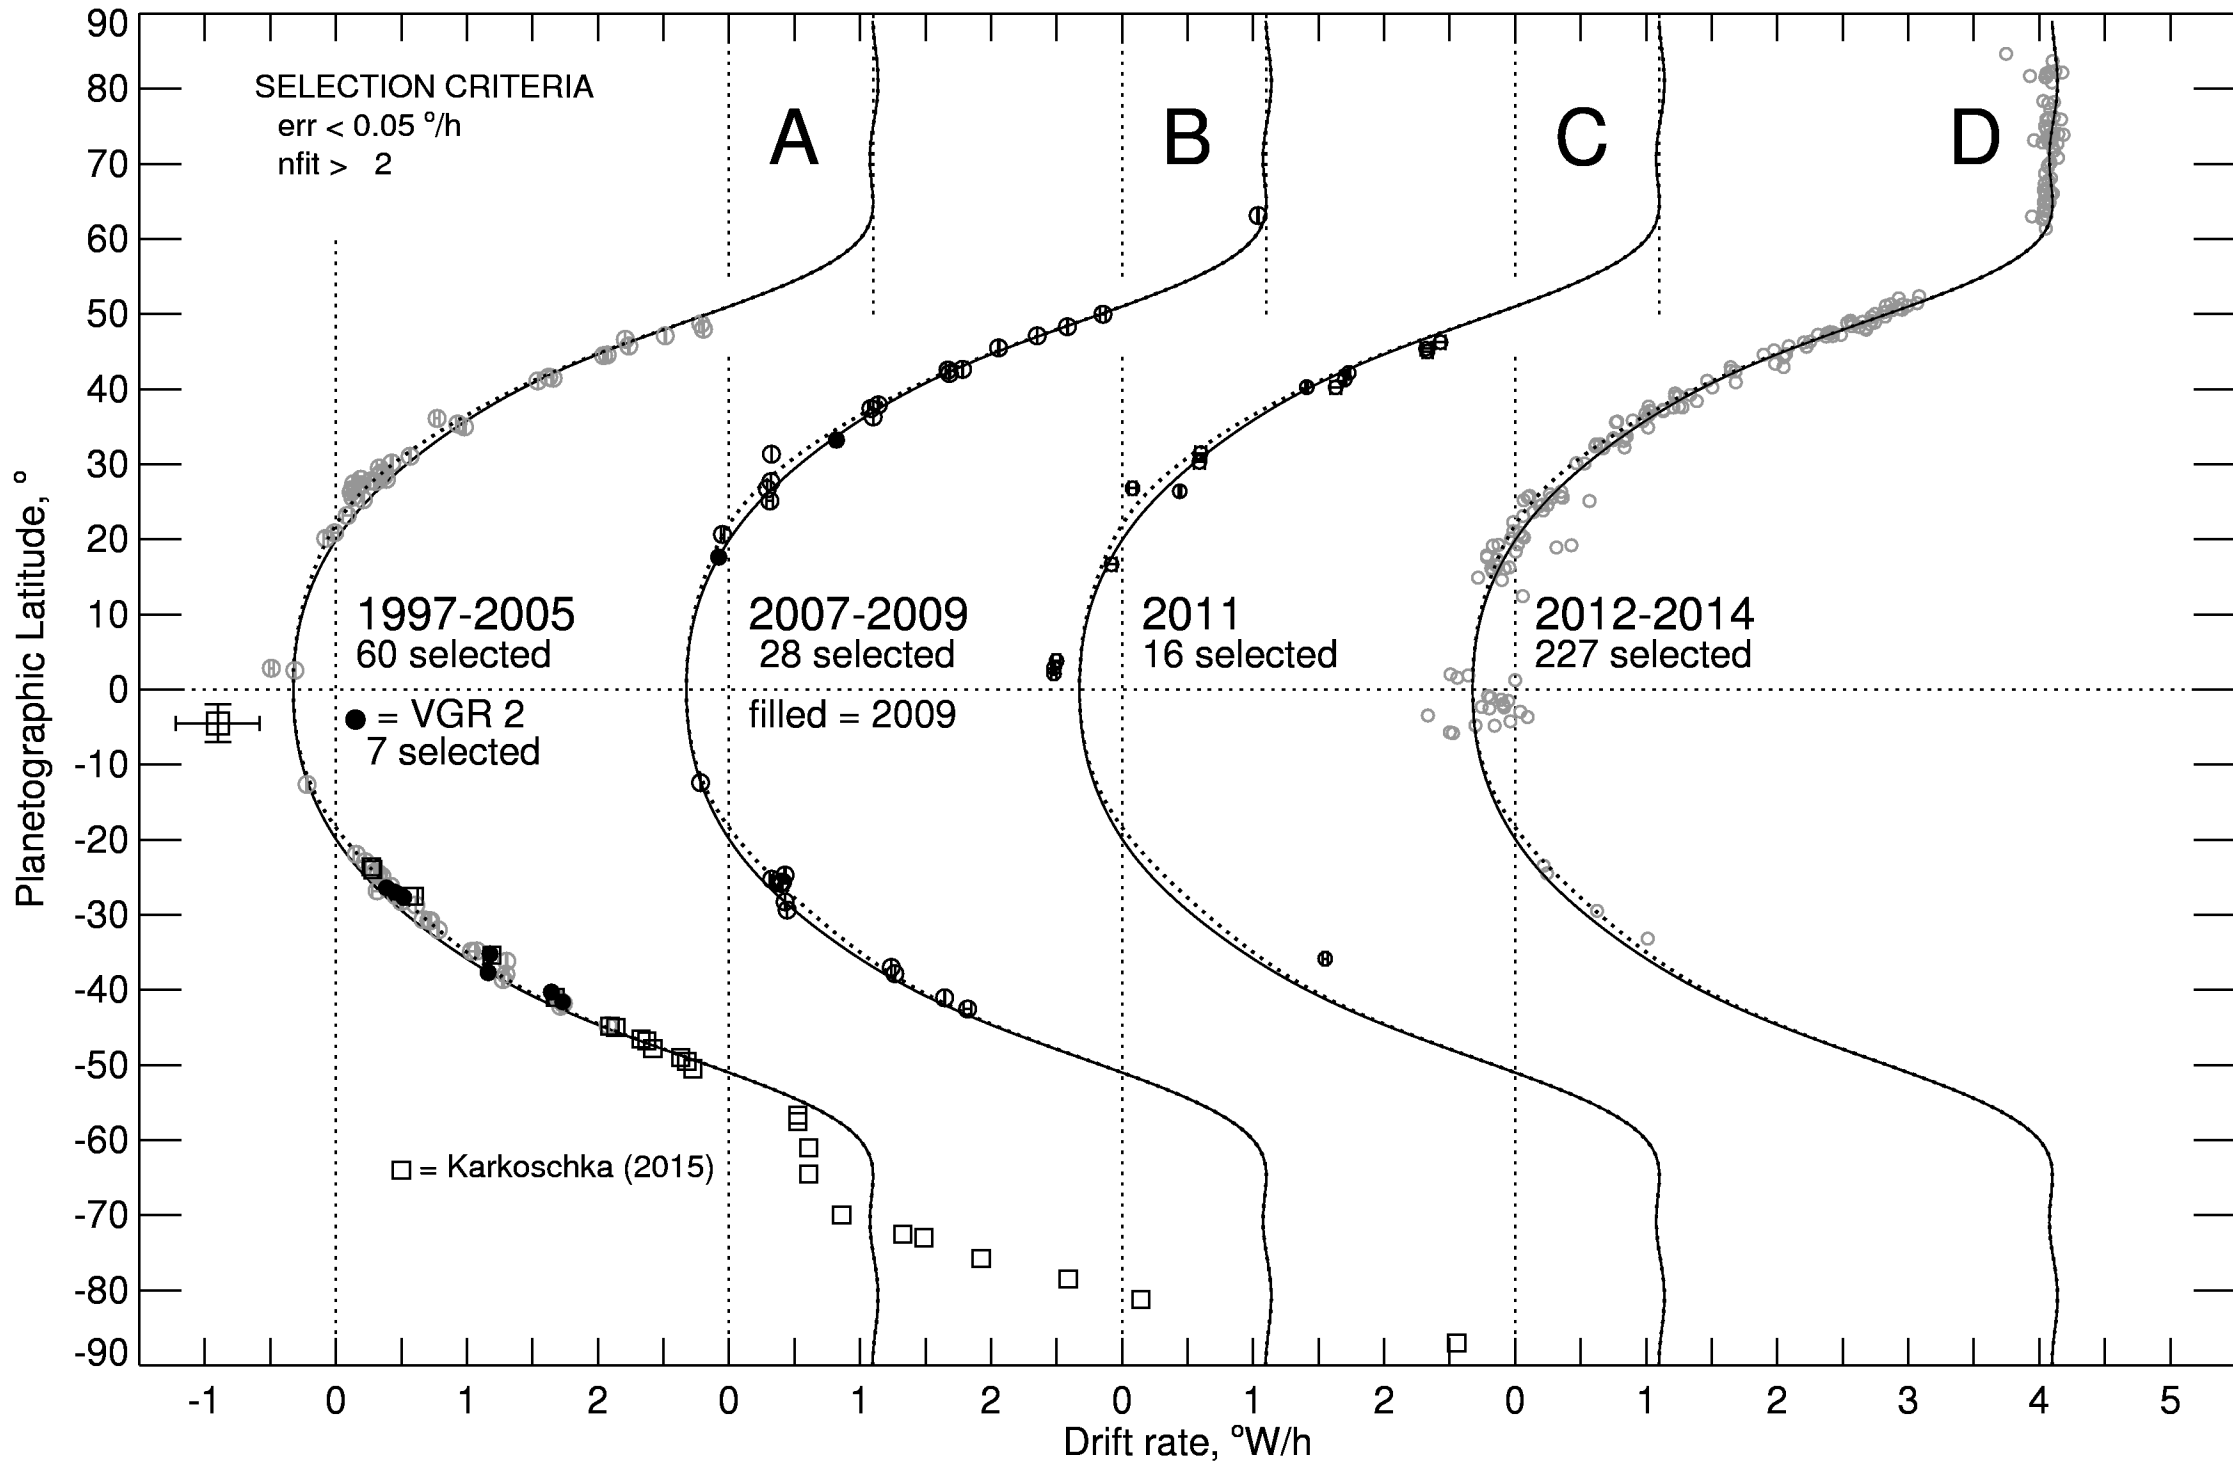 90
80
70
60
50
40
30
20
10
0
-10
-20
-30
-40
-50
-60
-70
-80
-90
Planetographic Latitude, °
SELECTION CRITERIA
err < 0.05 °/h
nfit > 2
A
B
C
D
1997-2005
60 selected
= VGR 2
7 selected
2007-2009
28 selected
filled = 2009
2011
16 selected
2012-2014
227 selected
= Karkoschka (2015)
-1 0 1 2 0 1 2 0 1 2 0 1 2 3 4 5
Drift rate, °W/h